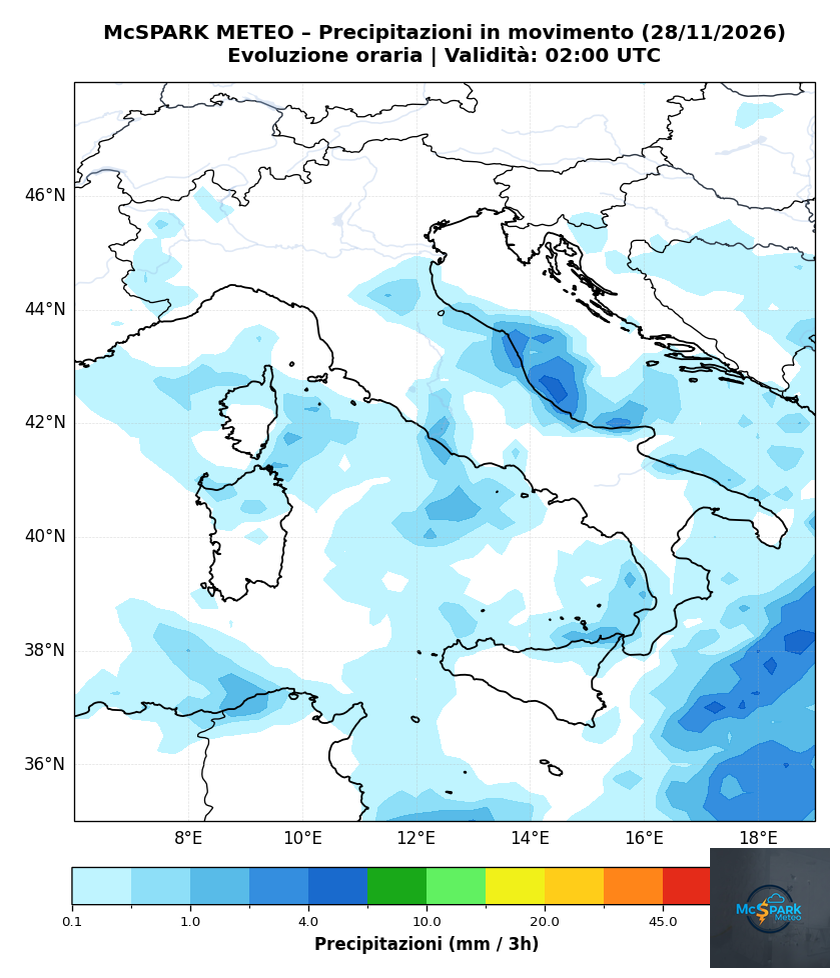 McSPARK METEO – Precipitazioni in movimento (28/11/2026)
Evoluzione oraria | Validità: 02:00 UTC
46°N
44°N
42°N
40°N
38°N
36°N
8°E 10°E 12°E 14°E 16°E 18°E
0.1 1.0 4.0 10.0 20.0 45.0
Precipitazioni (mm / 3h)
McSPARK
Meteo